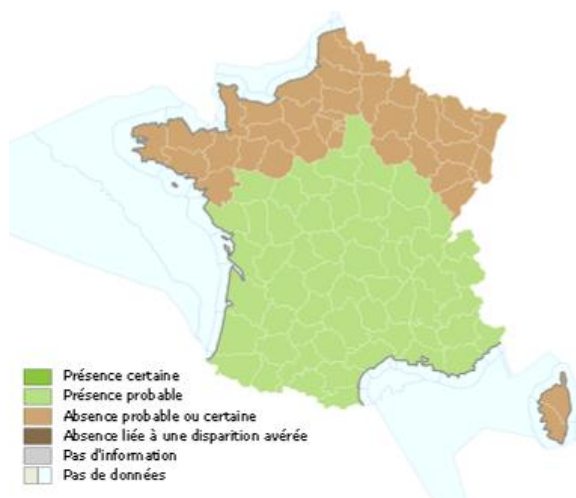 Présence certaine
Présence probable
Absence probable ou certaine
Absence liée à une disparition avérée
Pas d'information
Pas de données